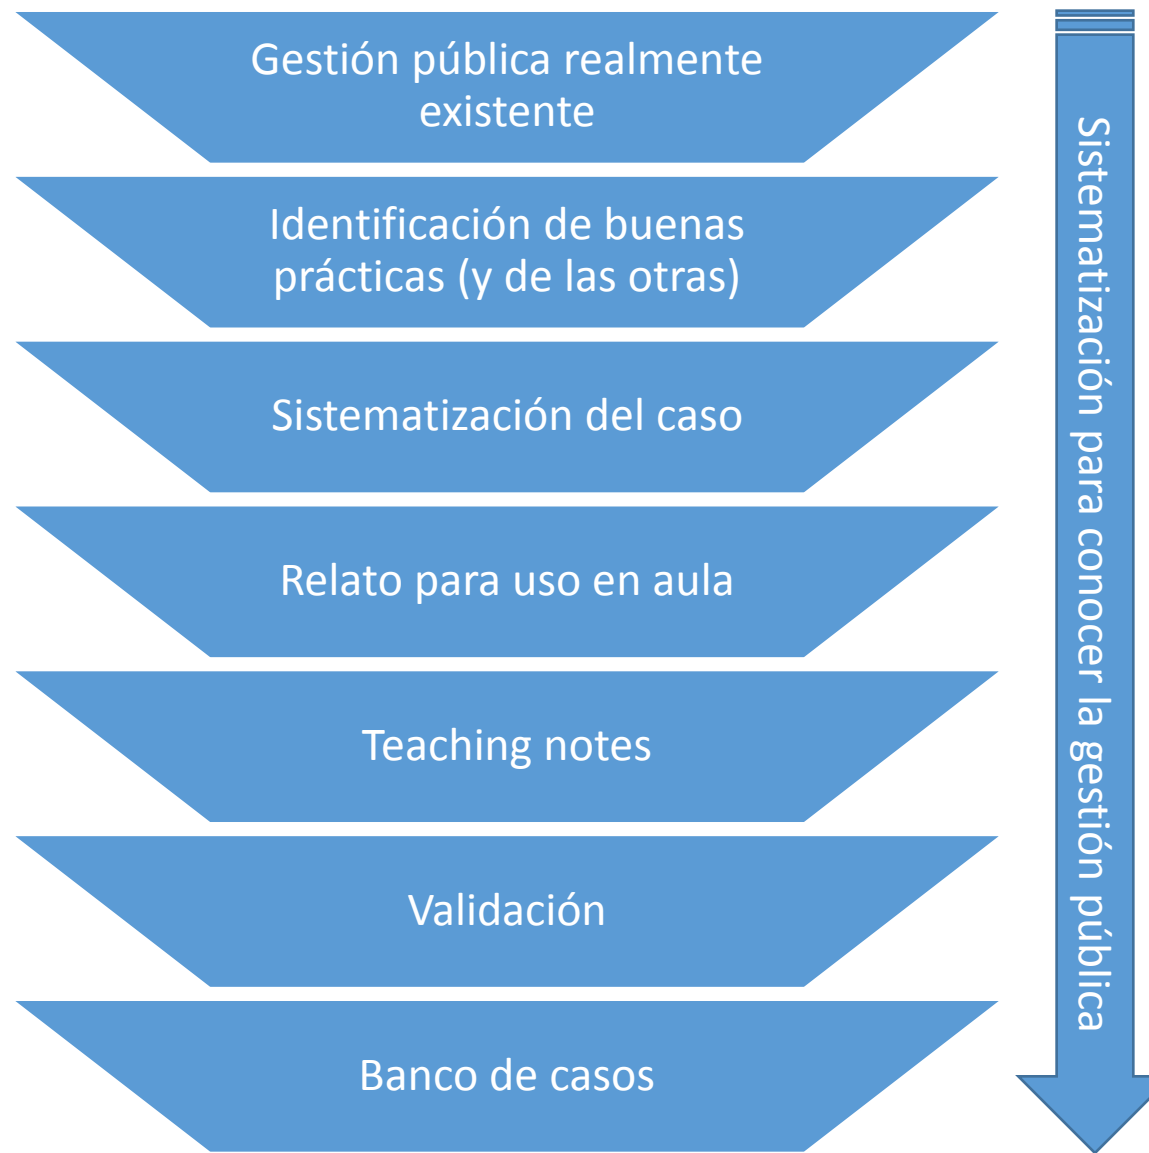 Gestión pública realmente
existente
Identificación de buenas
prácticas (y de las otras)
Sistematización del caso
Relato para uso en aula
Teaching notes
Validación
Banco de casos
Sistematización para conocer la gestión pública